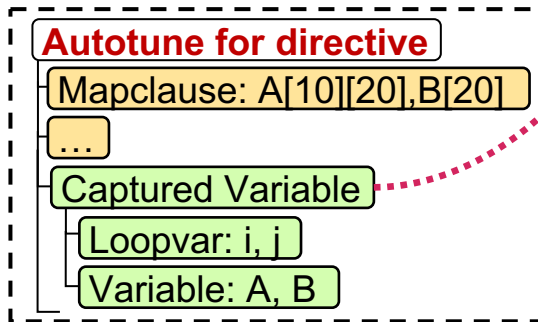 Autotune for directive
Mapclause: A[10][20],B[20]
...
Captured Variable
Loopvar: i, j
Variable: A, B